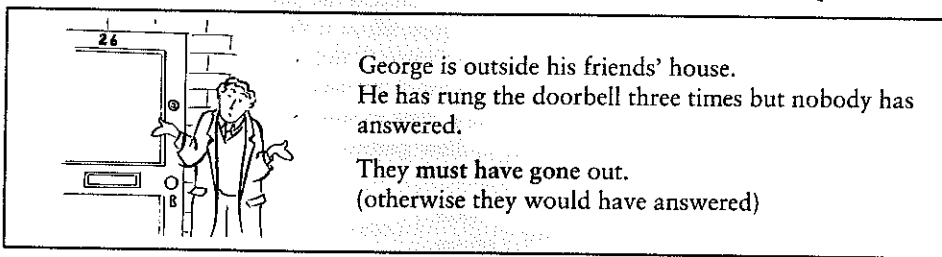 26
George is outside his friends' house.
He has rung the doorbell three times but nobody has
answered.
They must have gone out.
(otherwise they would have answered)